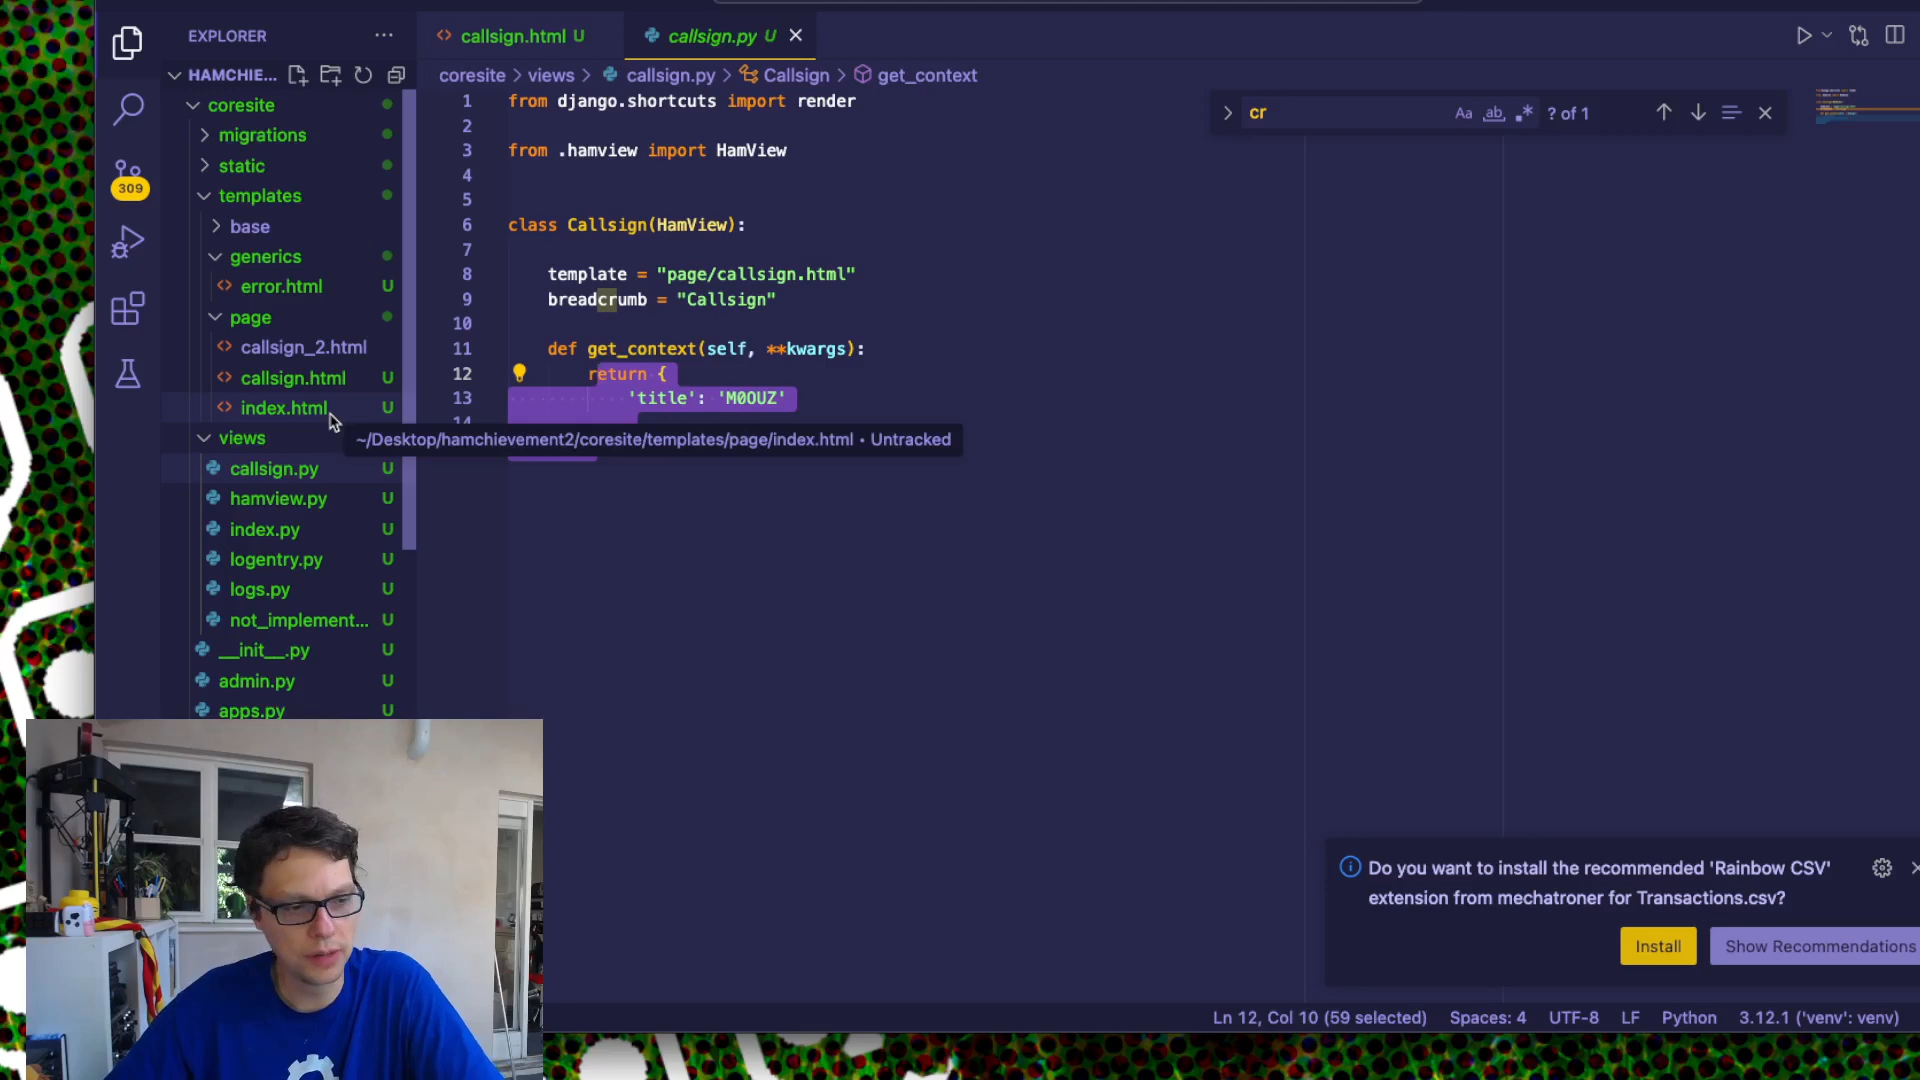 EXPLORER
HAMCHIE...
coresite
migrations
static
templates
base
generics
error.html U
page
callsign_2.html
callsign.html U
index.html U
views
callsign.py U
hamview.py U
index.py U
logentry.py U
logs.py U
not_implement... U
__init__.py U
admin.py U
apps.py U
309
callsign.html U
callsign.py U
coresite > views > callsign.py > Callsign > get_context
1 from django.shortcuts import render
2
3 from .hamview import HamView
4
5
6 class Callsign(HamView):
7
8 template = "page/callsign.html"
9 breadcrumb = "Callsign"
10
11 def get_context(self, **kwargs):
12 return {
13 'title': 'M0OUZ'
14
~/Desktop/hamchievement2/coresite/templates/page/index.html • Untracked
cr
Aa ab .* ? of 1
Do you want to install the recommended 'Rainbow CSV'
extension from mechatroner for Transactions.csv?
Install
Show Recommendations
Ln 12, Col 10 (59 selected) Spaces: 4 UTF-8 LF Python 3.12.1 ('venv': venv)